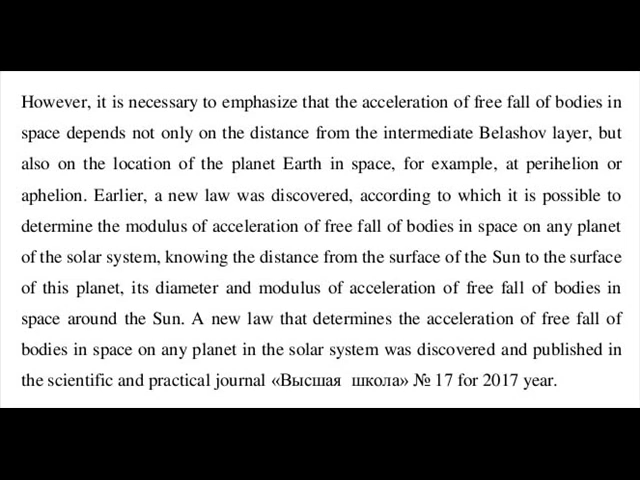 However, it is necessary to emphasize that the acceleration of free fall of bodies in
space depends not only on the distance from the intermediate Belashov layer, but
also on the location of the planet Earth in space, for example, at perihelion or
aphelion. Earlier, a new law was discovered, according to which it is possible to
determine the modulus of acceleration of free fall of bodies in space on any planet
of the solar system, knowing the distance from the surface of the Sun to the surface
of this planet, its diameter and modulus of acceleration of free fall of bodies in
space around the Sun. A new law that determines the acceleration of free fall of
bodies in space on any planet in the solar system was discovered and published in
the scientific and practical journal «Высшая школа» № 17 for 2017 year.